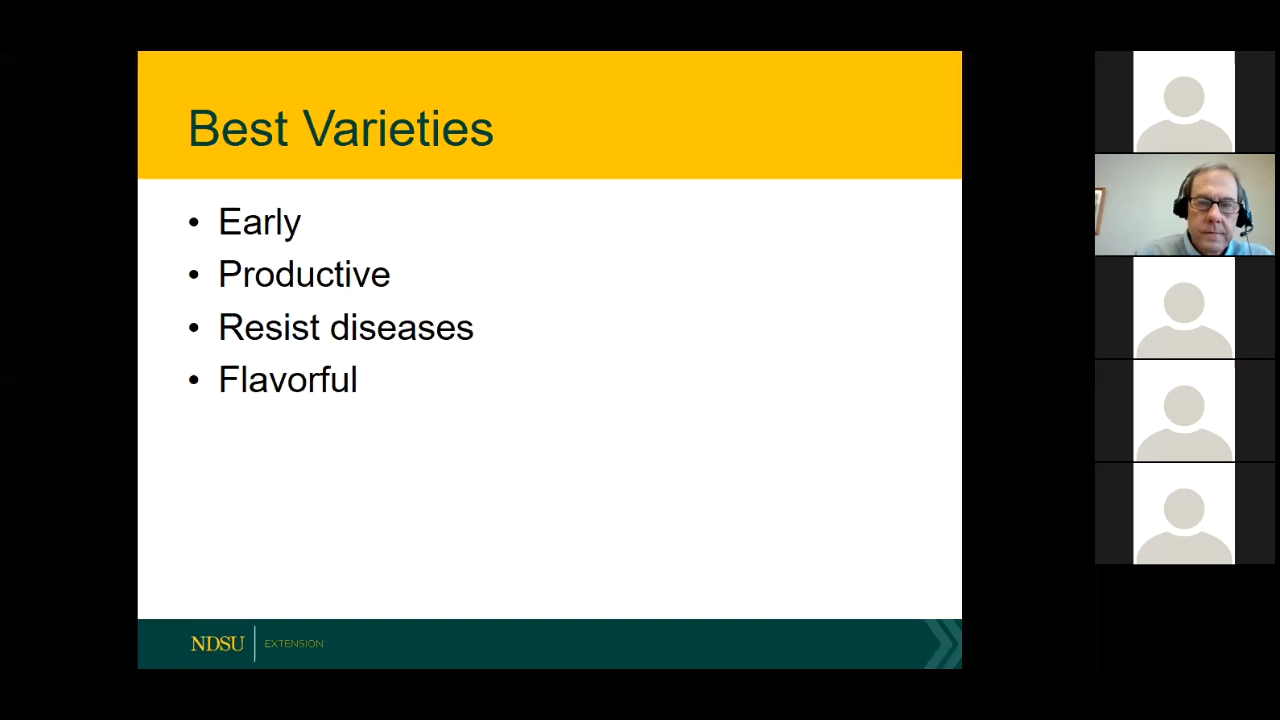 Best Varieties
• Early
• Productive
• Resist diseases
• Flavorful
NDSU | EXTENSION